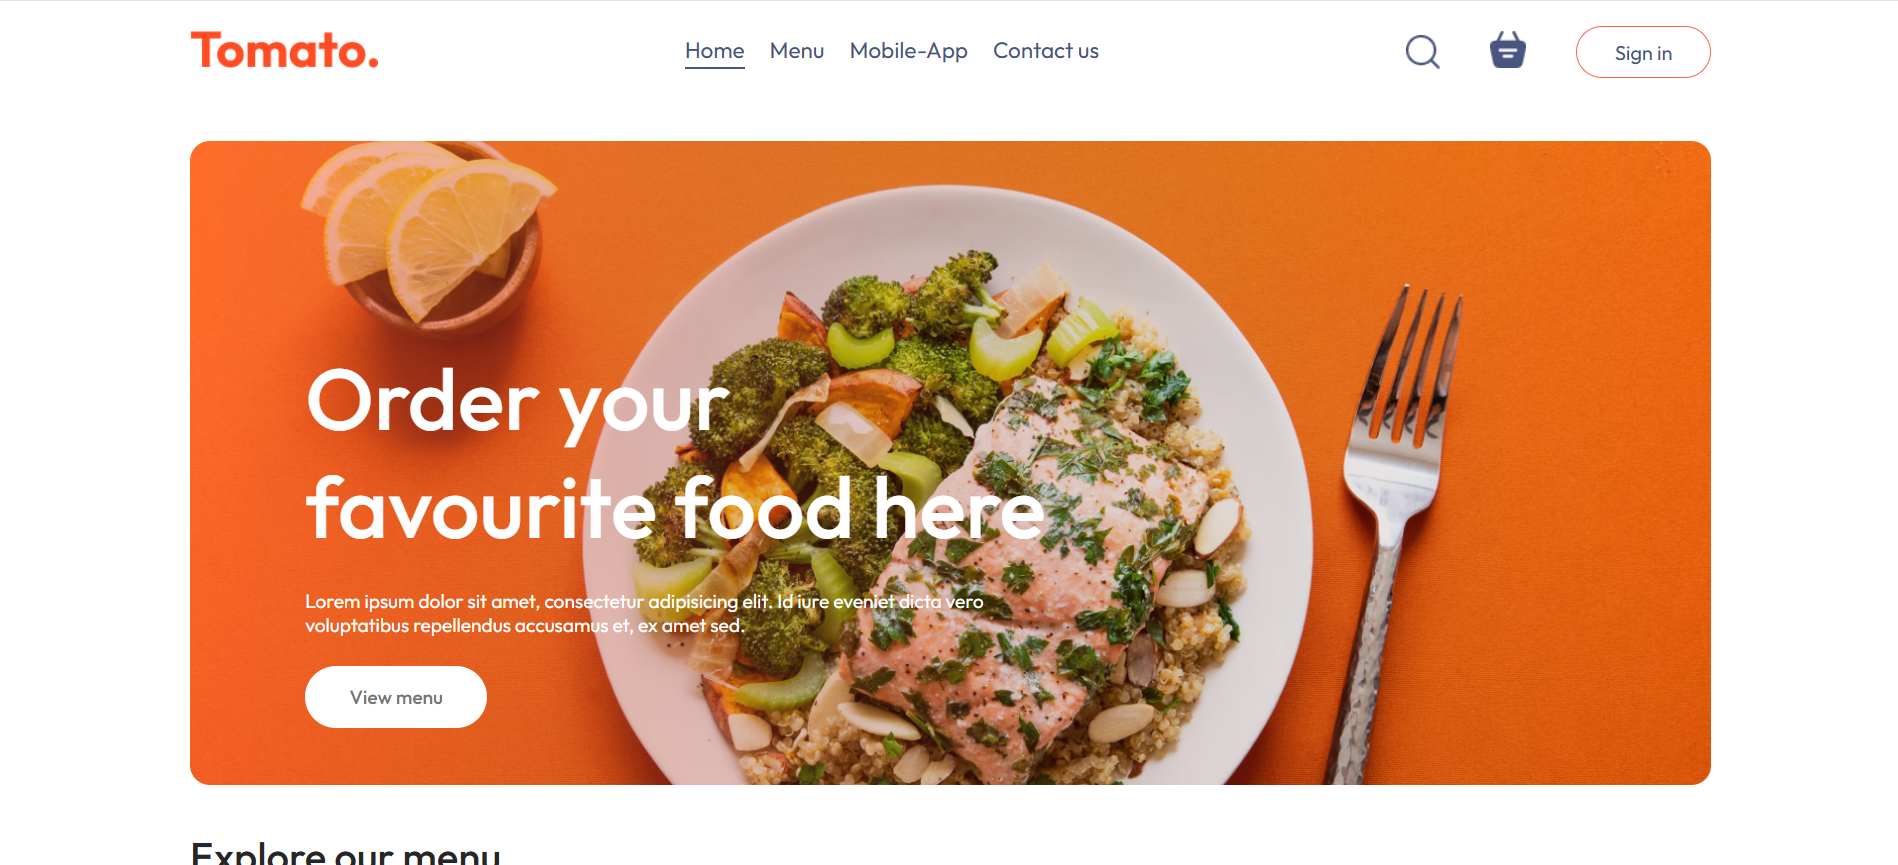 Tomato.
Home Menu Mobile-App Contact us
Sign in
Order your
favourite food here
Lorem ipsum dolor sit amet, consectetur adipisicing elit. Id iure eveniet dicta vero
voluptatibus repellendus accusamus et, ex amet sed.
View menu
Explore our menu